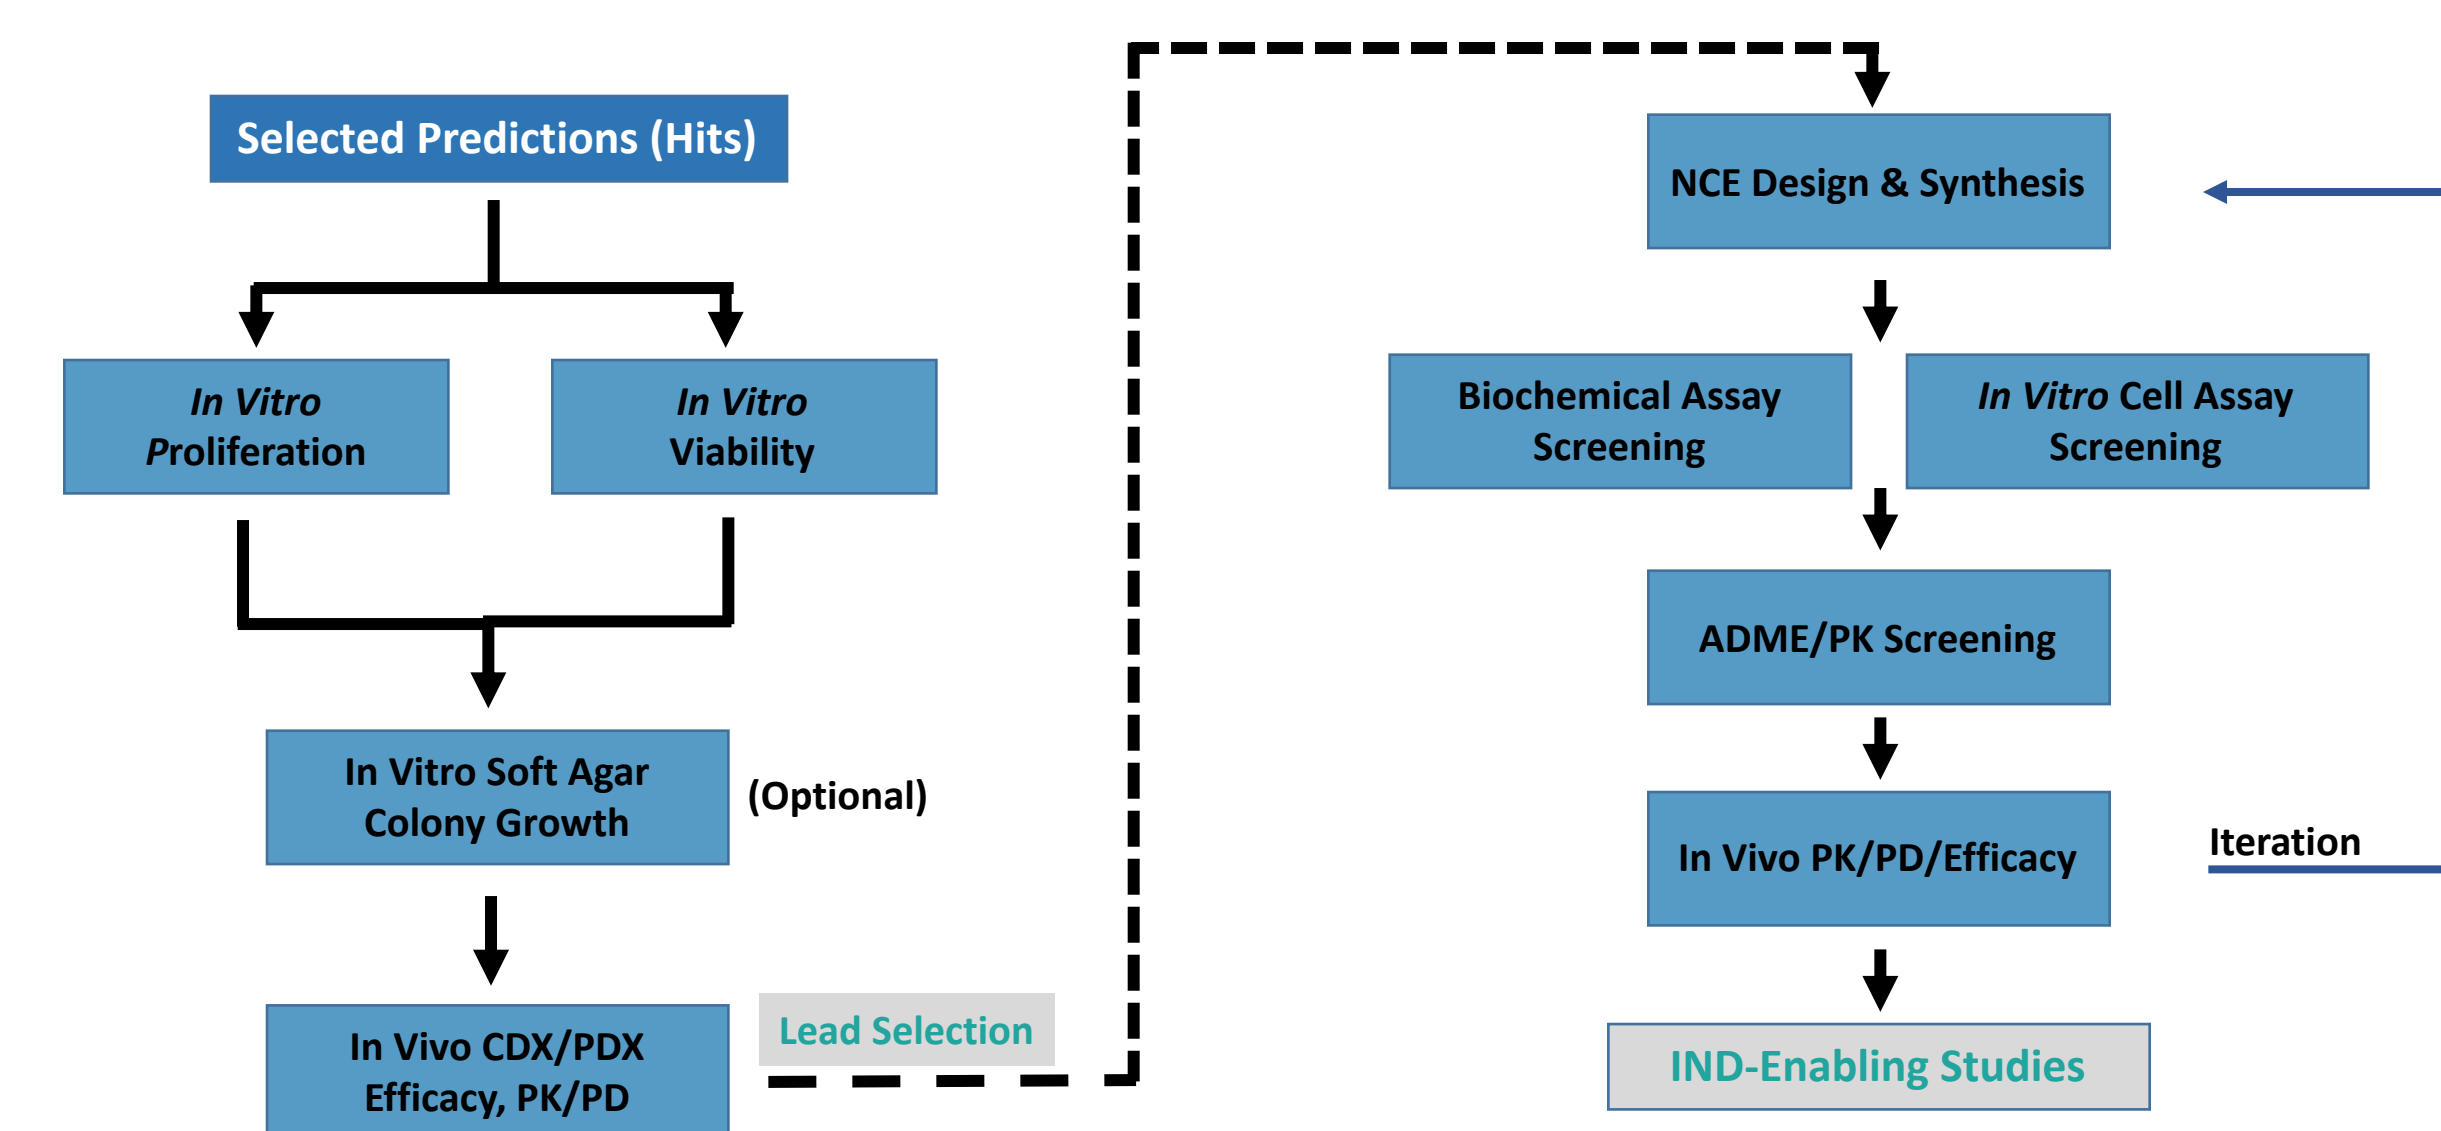 Selected Predictions (Hits)
In Vitro
Proliferation
In Vitro
Viability
In Vitro Soft Agar
Colony Growth
(Optional)
In Vivo CDX/PDX
Efficacy, PK/PD
Lead Selection
NCE Design & Synthesis
Biochemical Assay
Screening
In Vitro Cell Assay
Screening
ADME/PK Screening
In Vivo PK/PD/Efficacy
Iteration
IND-Enabling Studies